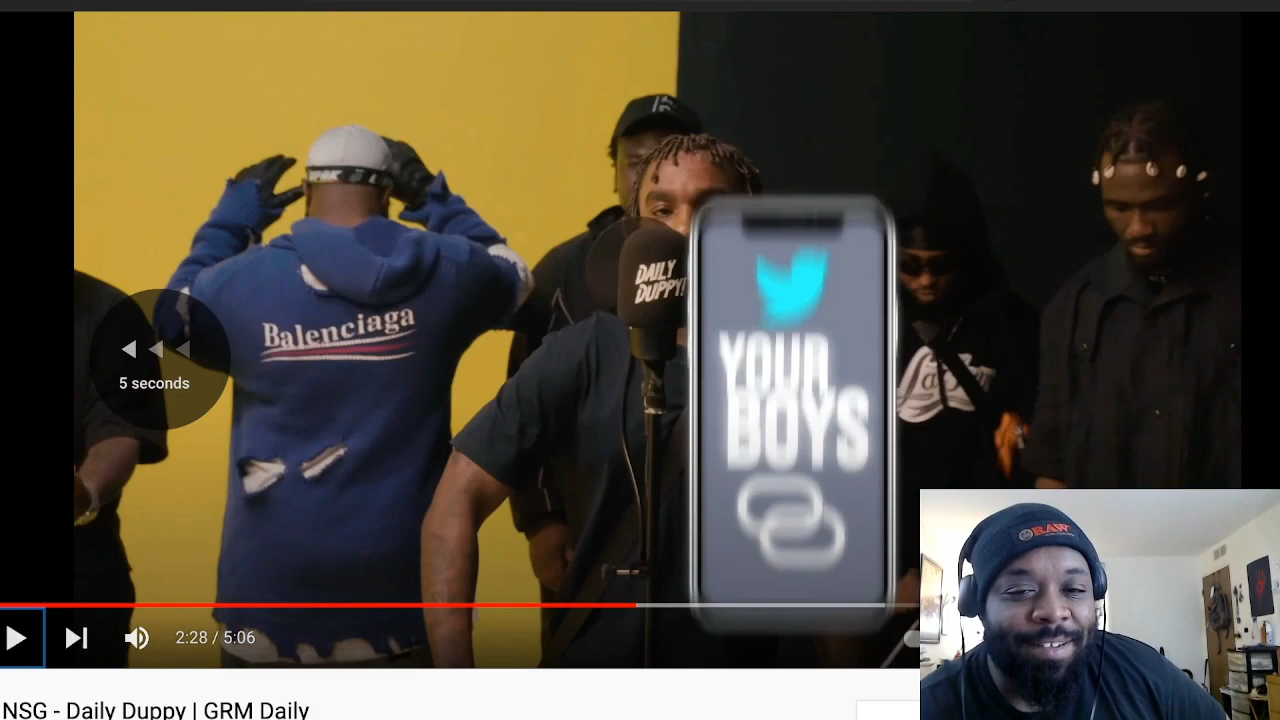 Balenciaga
DAILY
DUPPY!
YOUR
BOYS
5 seconds
RAW
2:28 / 5:06
NSG - Daily Duppy | GRM Daily